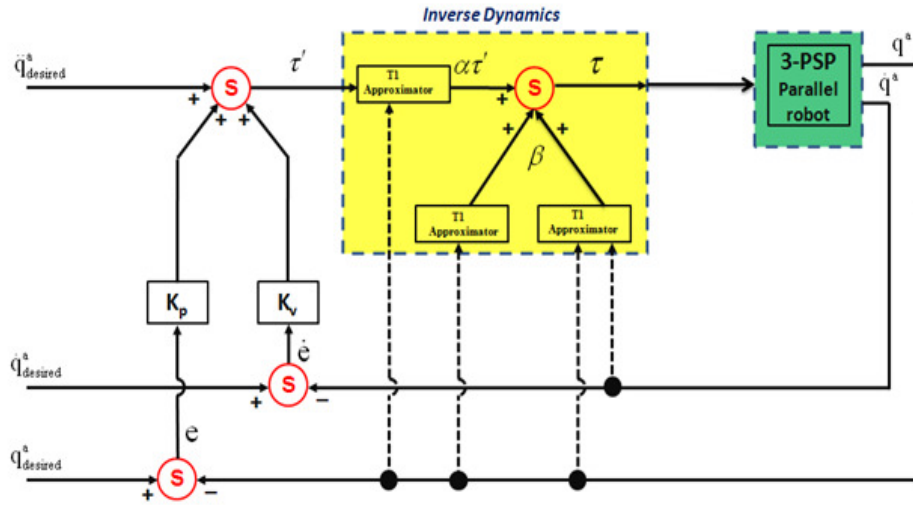 Inverse Dynamics
q̈ᵃdesired
+
S
+ +
τ′
T1
Approximator
ατ′
+
S
+ +
τ
3-PSP
Parallel
robot
qᵃ
q̇ᵃ
β
T1
Approximator
T1
Approximator
Kp
Kv
ė
q̇ᵃdesired
+
S
−
e
qᵃdesired
+
S
−